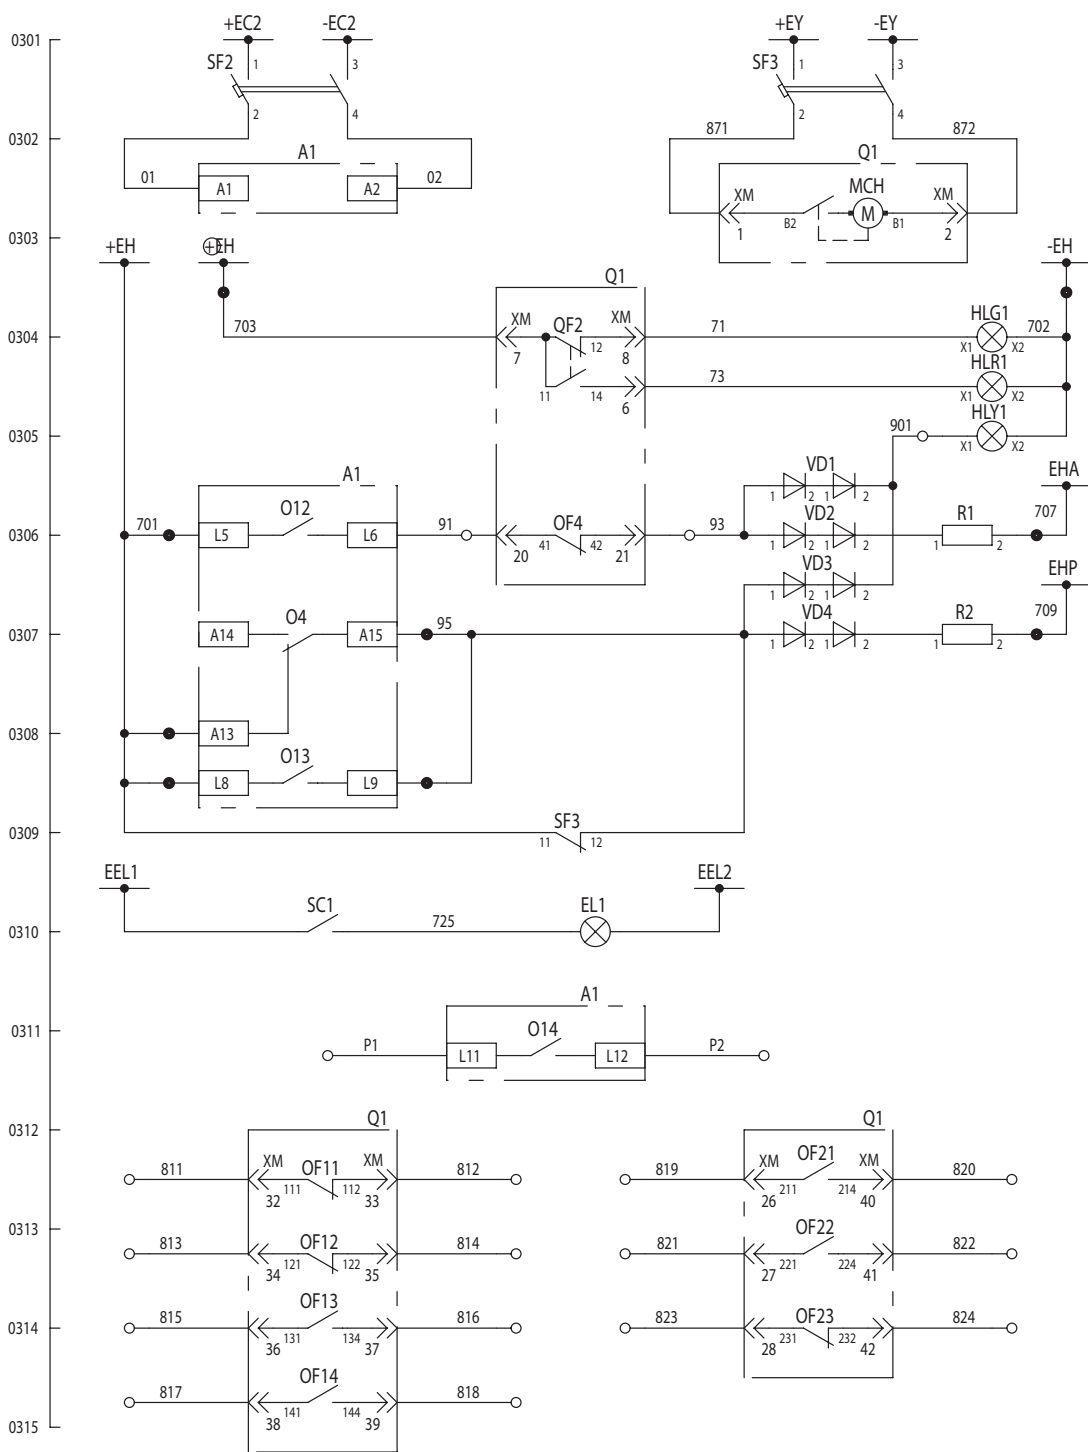 +EC2 -EC2 +EY -EY
0301
SF2 1 3 SF3 1 3
2 4 2 4
0302 871 872
A1 Q1
01 A1 A2 02 XM MCH XM
M
1 B2 B1 2
0303
+EH +EH -EH
Q1
703 XM QF2 XM 71 HLG1 702
0304
7 12 8 X1 X2
73 HLR1
11 14 6 X1 X2
HLY1
0305 901
X1 X2
A1 VD1 EHA
1 2 1 2
701 O12 91 OF4 93 VD2 R1 707
0306 L5 L6
20 41 42 21 1 2 1 2 1 2
VD3 EHP
1 2 1 2
O4 95 VD4 R2 709
0307 A14 A15
1 2 1 2 1 2
0308 A13
O13
L8 L9
0309 SF3
11 12
EEL1 EEL2
SC1 725 EL1
0310
A1
0311 O14
P1 L11 L12 P2
0312 Q1 Q1
811 XM OF11 XM 812 819 XM OF21 XM 820
32 111 112 33 26 211 214 40
0313
813 OF12 814 821 OF22 822
34 121 122 35 27 221 224 41
815 OF13 816 823 OF23 824
0314
36 131 134 37 28 231 232 42
817 OF14 818
38 141 144 39
0315